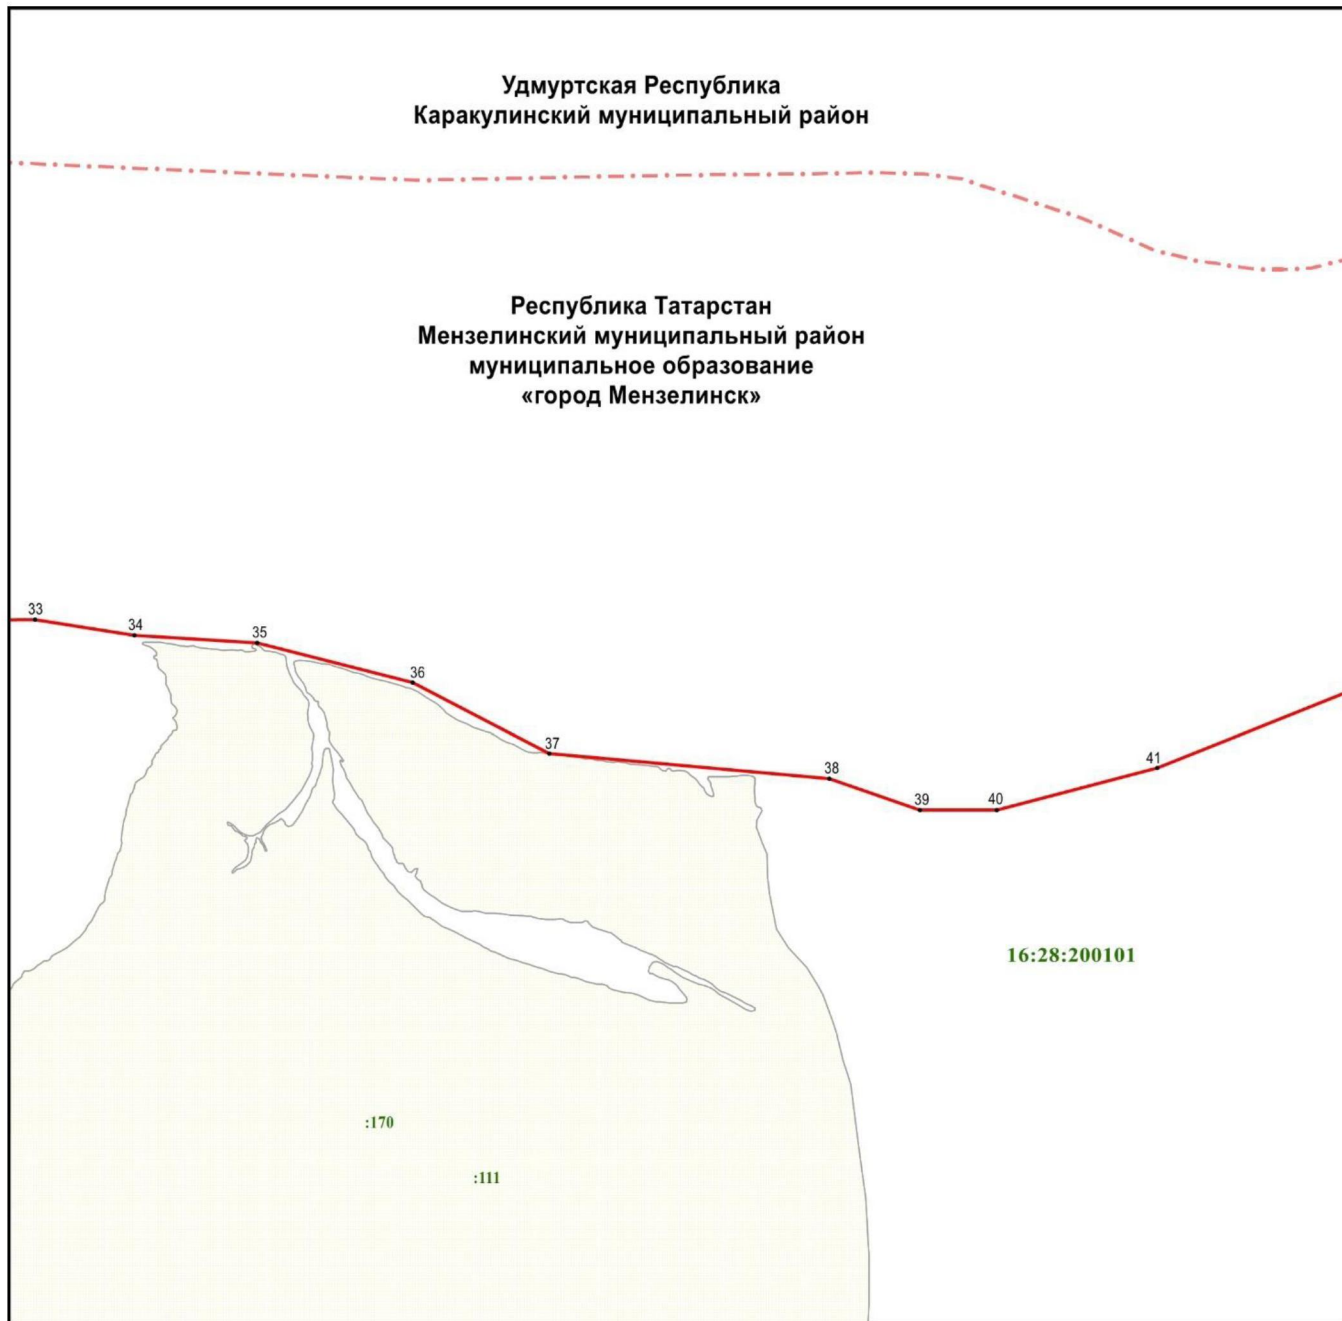 Удмуртская Республика
Каракулинский муниципальный район
Республика Татарстан
Мензелинский муниципальный район
муниципальное образование
«город Мензелинск»
33
34
35
36
37
38
39
40
41
16:28:200101
:170
:111